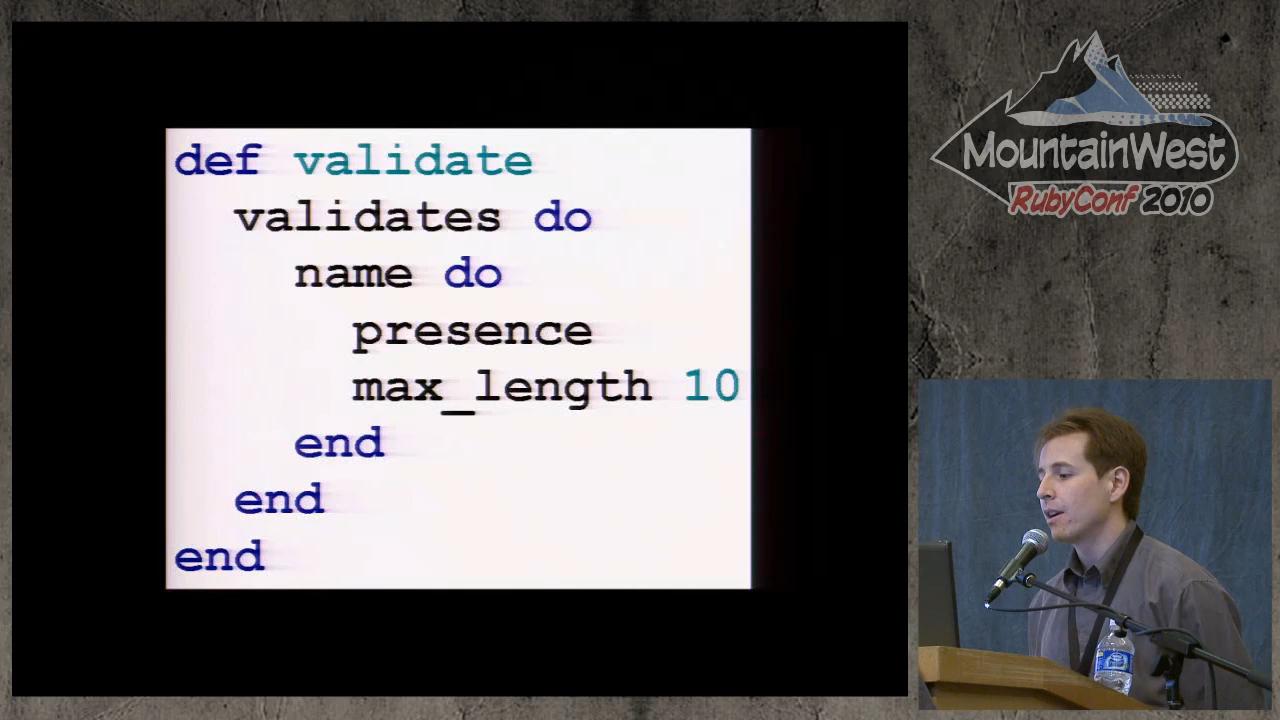 def validate
  validates do
    name do
      presence
      max_length 10
    end
  end
end
MountainWest
RubyConf 2010